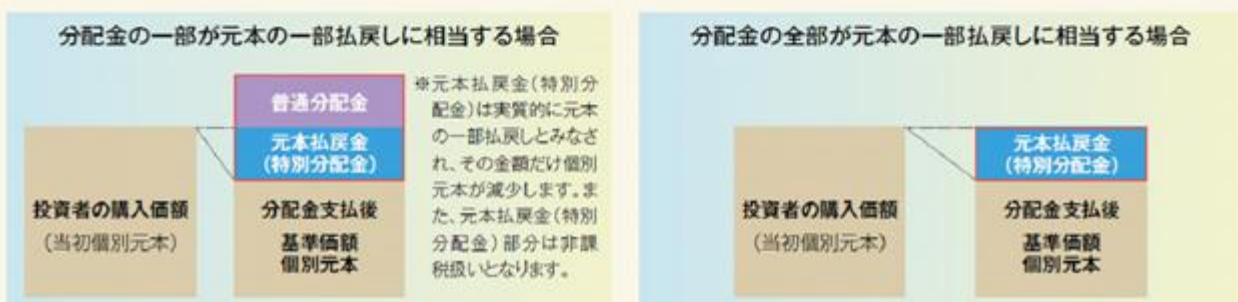 分配金の一部が元本の一部払戻しに相当する場合
普通分配金
元本払戻金
(特別分配金)
投資者の購入価額
(当初個別元本)
分配金支払後
基準価額
個別元本
※元本払戻金(特別分
配金)は実質的に元本
の一部払戻しとみなさ
れ、その金額だけ個別
元本が減少します。ま
た、元本払戻金(特別
分配金)部分は非課
税扱いとなります。
分配金の全部が元本の一部払戻しに相当する場合
元本払戻金
(特別分配金)
投資者の購入価額
(当初個別元本)
分配金支払後
基準価額
個別元本